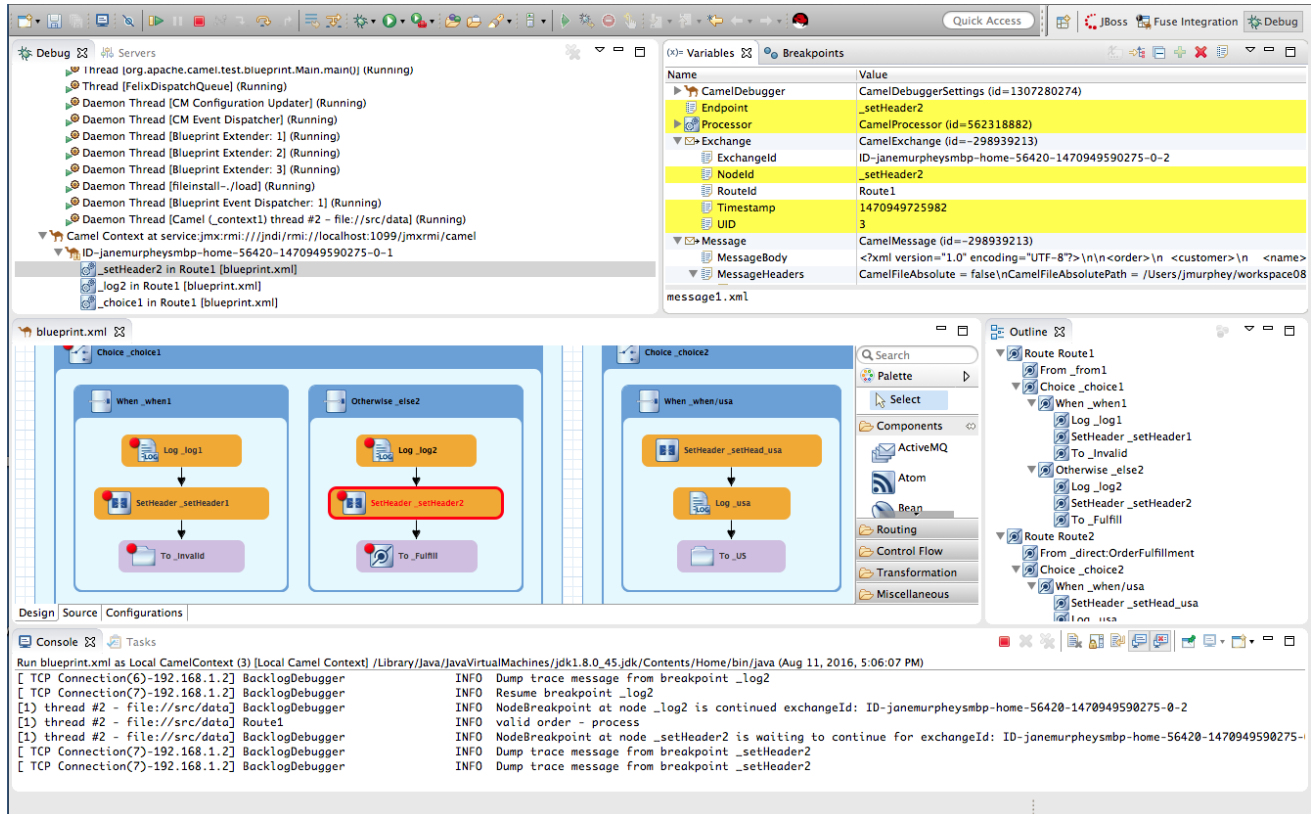 Quick Access
JBoss
Fuse Integration
Debug
Debug
Servers
Thread [org.apache.camel.test.blueprint.Main.main()] (Running)
Thread [FelixDispatchQueue] (Running)
Daemon Thread [CM Configuration Updater] (Running)
Daemon Thread [CM Event Dispatcher] (Running)
Daemon Thread [Blueprint Extender: 1] (Running)
Daemon Thread [Blueprint Extender: 2] (Running)
Daemon Thread [Blueprint Extender: 3] (Running)
Daemon Thread [fileinstall-./load] (Running)
Daemon Thread [Blueprint Event Dispatcher: 1] (Running)
Daemon Thread [Camel (_context1) thread #2 - file://src/data] (Running)
Camel Context at service:jmx:rmi:///jndi/rmi://localhost:1099/jmxrmi/camel
ID-janemurpheysmbp-home-56420-1470949590275-0-1
_setHeader2 in Route1 [blueprint.xml]
_log2 in Route1 [blueprint.xml]
_choice1 in Route1 [blueprint.xml]
(x)= Variables
Breakpoints
Name Value
CamelDebugger CamelDebuggerSettings (id=1307280274)
Endpoint _setHeader2
Processor CamelProcessor (id=562318882)
Exchange CamelExchange (id=-298939213)
ExchangeId ID-janemurpheysmbp-home-56420-1470949590275-0-2
NodeId _setHeader2
RouteId Route1
Timestamp 1470949725982
UID 3
Message CamelMessage (id=-298939213)
MessageBody <?xml version="1.0" encoding="UTF-8"?>\n\n<order>\n <customer>\n <name>
MessageHeaders CamelFileAbsolute = false\nCamelFileAbsolutePath = /Users/jmurphey/workspace08
message1.xml
blueprint.xml
Choice _choice1
When _when1
Log _log1
SetHeader _setHeader1
To _Invalid
Otherwise _else2
Log _log2
SetHeader _setHeader2
To _Fulfill
Choice _choice2
When _when/usa
SetHeader _setHead_usa
Log _usa
To _US
Search
Palette
Select
Components
ActiveMQ
Atom
Bean
Routing
Control Flow
Transformation
Miscellaneous
Design
Source
Configurations
Outline
Route Route1
From _from1
Choice _choice1
When _when1
Log _log1
SetHeader _setHeader1
To _Invalid
Otherwise _else2
Log _log2
SetHeader _setHeader2
To _Fulfill
Route Route2
From _direct:OrderFulfillment
Choice _choice2
When _when/usa
SetHeader _setHead_usa
Log _usa
Console
Tasks
Run blueprint.xml as Local CamelContext (3) [Local Camel Context] /Library/Java/JavaVirtualMachines/jdk1.8.0_45.jdk/Contents/Home/bin/java (Aug 11, 2016, 5:06:07 PM)
[ TCP Connection(6)-192.168.1.2] BacklogDebugger INFO Dump trace message from breakpoint _log2
[ TCP Connection(7)-192.168.1.2] BacklogDebugger INFO Resume breakpoint _log2
[1) thread #2 - file://src/data] BacklogDebugger INFO NodeBreakpoint at node _log2 is continued exchangeId: ID-janemurpheysmbp-home-56420-1470949590275-0-2
[1) thread #2 - file://src/data] Route1 INFO valid order - process
[1) thread #2 - file://src/data] BacklogDebugger INFO NodeBreakpoint at node _setHeader2 is waiting to continue for exchangeId: ID-janemurpheysmbp-home-56420-1470949590275-
[ TCP Connection(7)-192.168.1.2] BacklogDebugger INFO Dump trace message from breakpoint _setHeader2
[ TCP Connection(7)-192.168.1.2] BacklogDebugger INFO Dump trace message from breakpoint _setHeader2